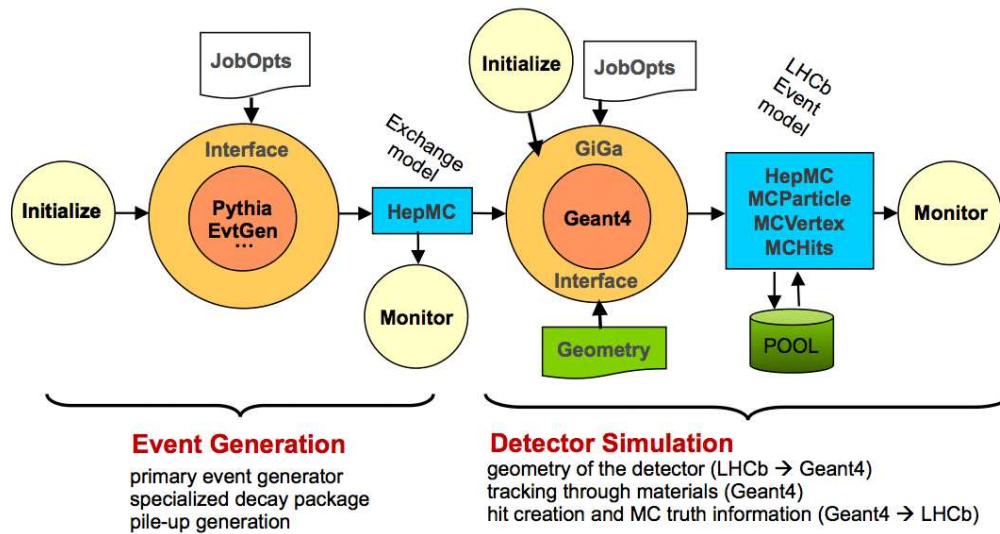 JobOpts
Interface
Initialize
Pythia
EvtGen
...
Exchange
model
HepMC
Monitor
Initialize
JobOpts
GiGa
Geant4
Interface
Geometry
LHCb
Event
model
HepMC
MCParticle
MCVertex
MCHits
Monitor
POOL
Event Generation
primary event generator
specialized decay package
pile-up generation
Detector Simulation
geometry of the detector (LHCb → Geant4)
tracking through materials (Geant4)
hit creation and MC truth information (Geant4 → LHCb)